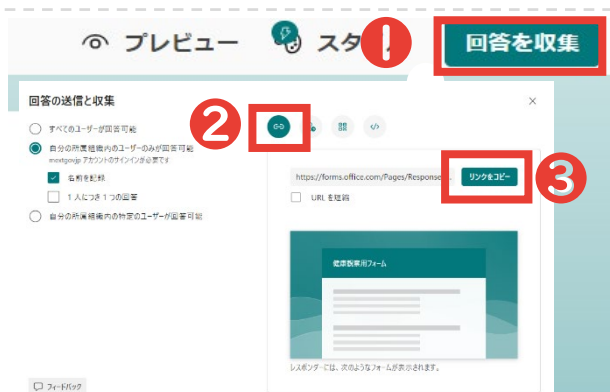 プレビュー
スタ
1
回答を収集
回答の送信と収集
2
すべてのユーザーが回答可能
自分の所属組織内のユーザーのみが回答可能
mextgovjp アカウントのサインインが必要です
名前を記録
1 人につき 1 つの回答
自分の所属組織内の特定のユーザーが回答可能
https://forms.office.com/Pages/Response
リンクをコピー
3
URL を短縮
健康観察用フォーム
レスポンダーには、次のようなフォームが表示されます。
フィードバック